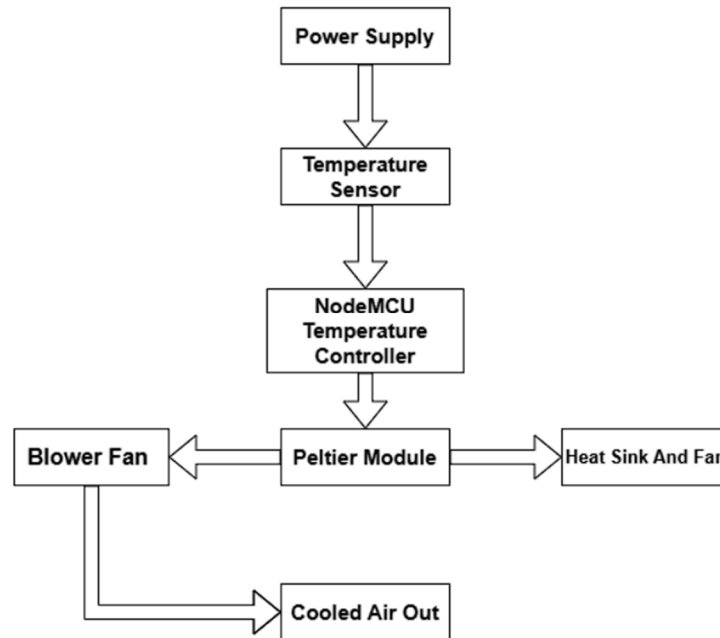 Power Supply
Temperature
Sensor
NodeMCU
Temperature
Controller
Blower Fan
Peltier Module
Heat Sink And Fan
Cooled Air Out